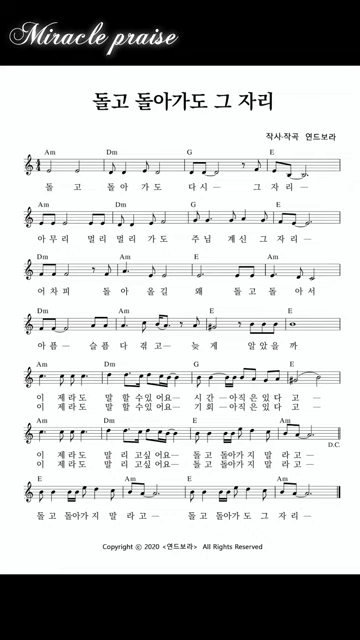 Miracle praise
돌고 돌아가도 그 자리
작사·작곡 연드보라
Am Dm G E
돌 고 돌아 가도 다시— 그 자 리—
Am Dm G E
아무리 멀리 멀리 가 도 주님 계신 그 자리—
Dm Am E Am
어차피 돌아 올길 왜 돌고 돌아서
Dm Am E E
아픔— 슬픔 다 겪고— 늦게 알았을 까
Am Dm G Em
이 제라도 말 할 수있 어요— 시간 —아직은 있 다 고—
이 제라도 말 할 수있 어요— 기회 —아직은 있 다 고—
Am Dm E Am
D.C.
이 제라도 말 리 고싶 어요— 돌고 돌아가지 말 라고—
이 제라도 말 리 고싶 어요— 돌고 돌아가지 말 라고—
E Am E Am
돌고 돌아가 지 말 라 고— 돌고 돌아가 도 그 자 리—
Copyright ⓒ 2020 <연드보라> All Rights Reserved